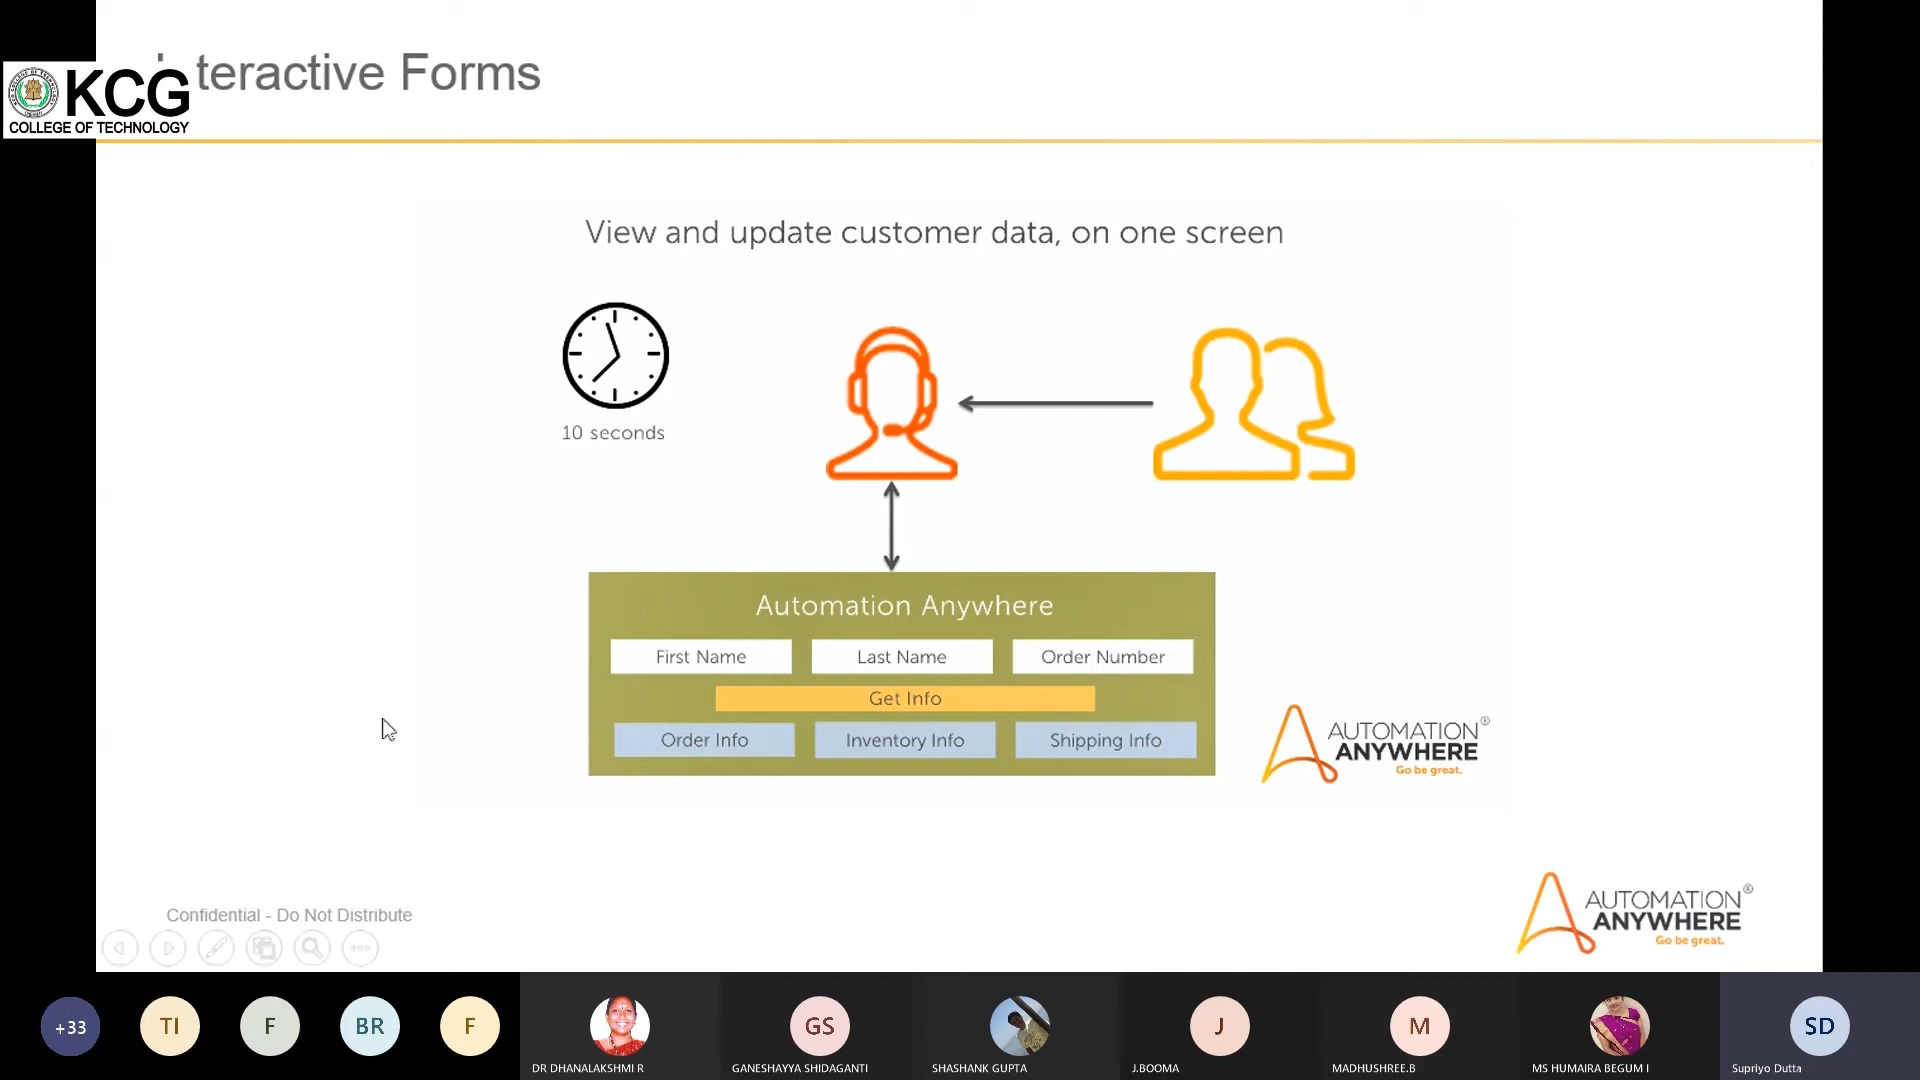 teractive Forms
KCG
COLLEGE OF TECHNOLOGY
View and update customer data, on one screen
10 seconds
Automation Anywhere
First Name
Last Name
Order Number
Get Info
Order Info
Inventory Info
Shipping Info
AUTOMATION®
ANYWHERE
Go be great.
Confidential - Do Not Distribute
AUTOMATION®
ANYWHERE
Go be great.
+33
TI
F
BR
F
GS
J
M
SD
DR DHANALAKSHMI R
GANESHAYYA SHIDAGANTI
SHASHANK GUPTA
J.BOOMA
MADHUSHREE.B
MS HUMAIRA BEGUM I
Supriyo Dutta